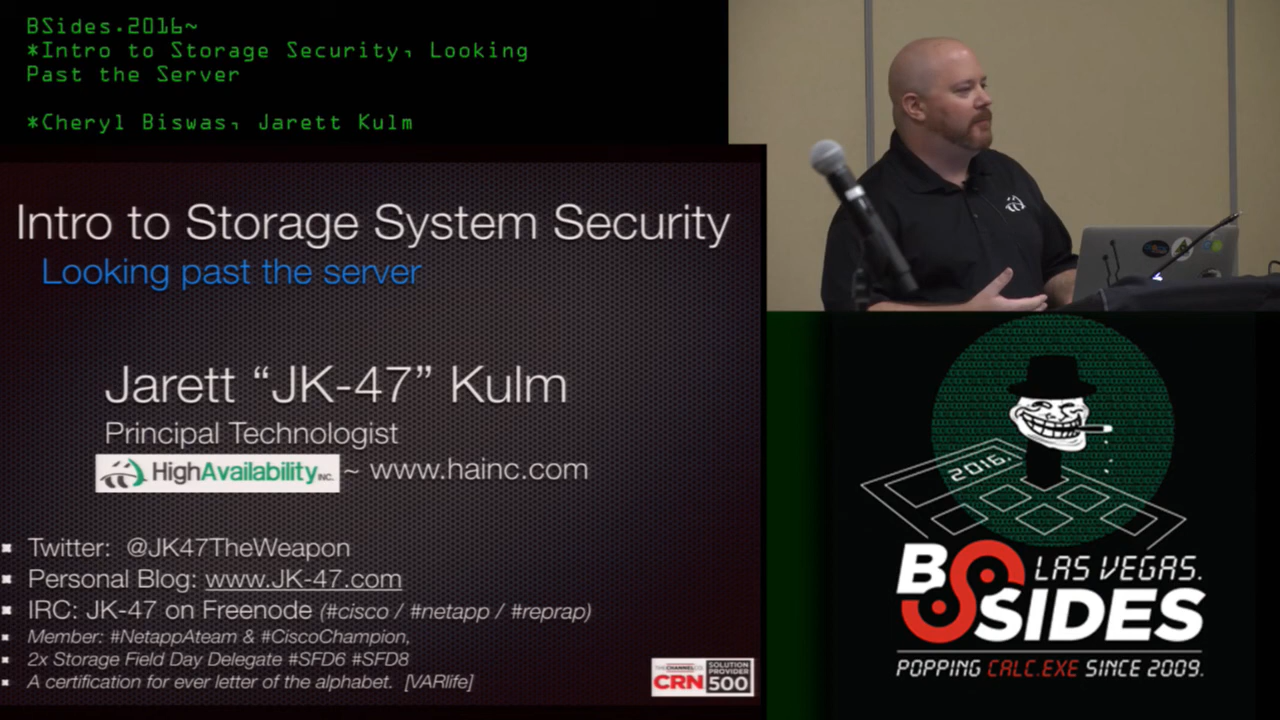 BSides.2016~
*Intro to Storage Security, Looking
Past the Server
*Cheryl Biswas, Jarett Kulm
Intro to Storage System Security
Looking past the server
Jarett “JK-47” Kulm
Principal Technologist
HighAvailability INC. ~ www.hainc.com
Twitter: @JK47TheWeapon
Personal Blog: www.JK-47.com
IRC: JK-47 on Freenode (#cisco / #netapp / #reprap)
Member: #NetappAteam & #CiscoChampion,
2x Storage Field Day Delegate #SFD6 #SFD8
A certification for ever letter of the alphabet. [VARlife]
CRN
SOLUTION
PROVIDER
500
2016.
BSIDES
LAS VEGAS.
POPPING CALC.EXE SINCE 2009.